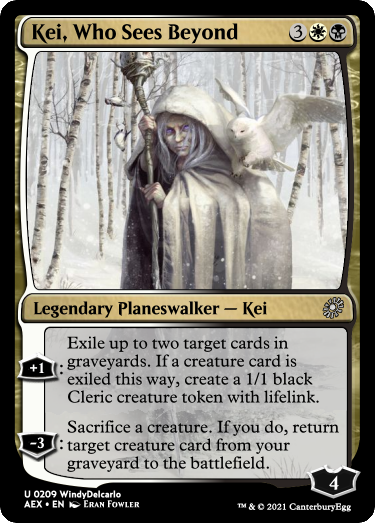 Kei, Who Sees Beyond 3
Legendary Planeswalker — Kei
+1: Exile up to two target cards in
graveyards. If a creature card is
exiled this way, create a 1/1 black
Cleric creature token with lifelink.
-3: Sacrifice a creature. If you do, return
target creature card from your
graveyard to the battlefield.
4
U 0209 WindyDelcarlo
AEX • EN Eran Fowler
™ & © 2021 CanterburyEgg